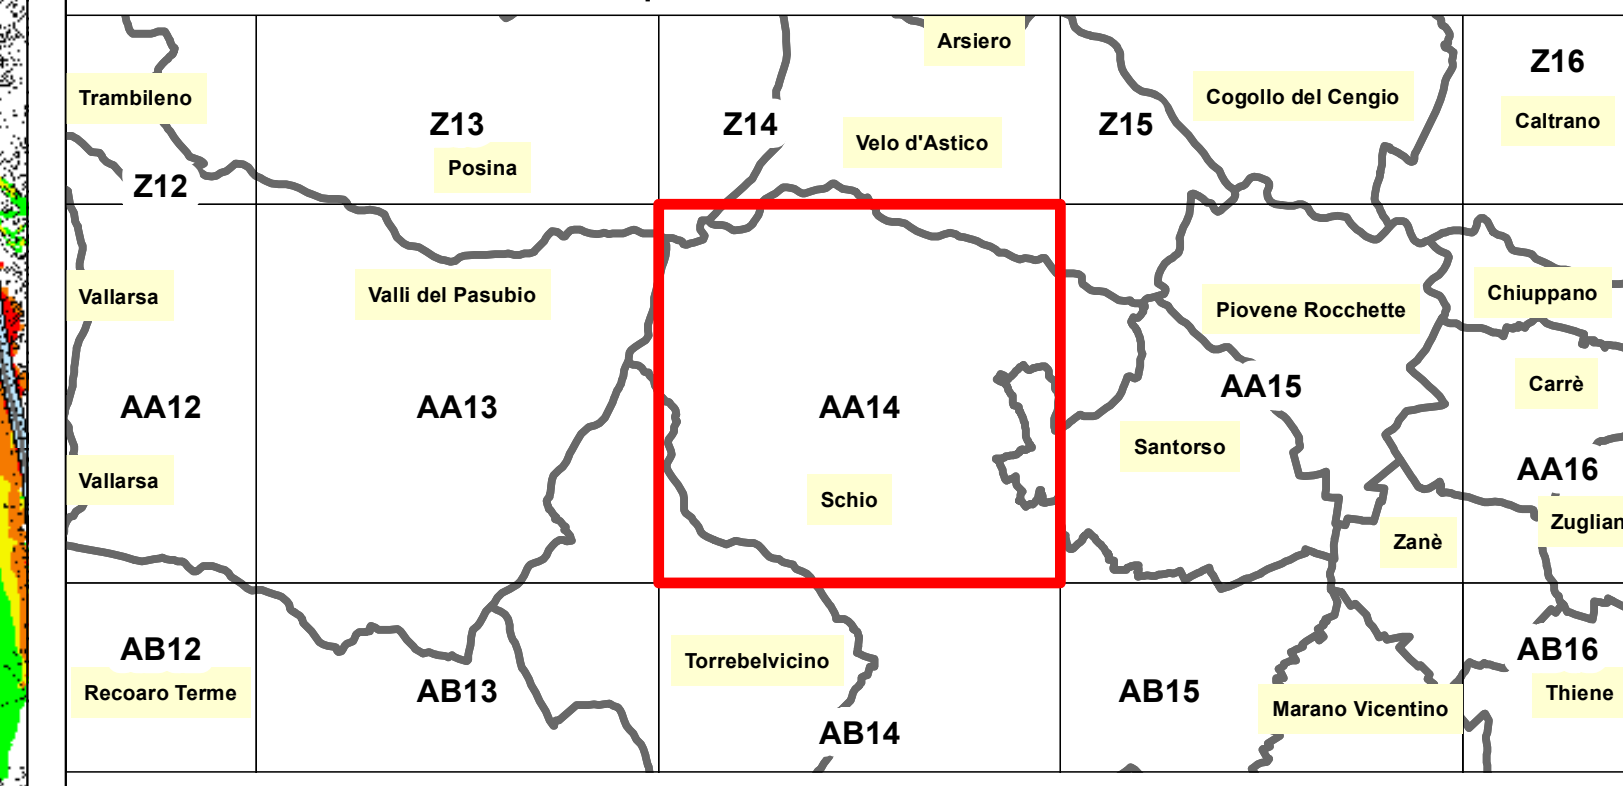 Arsiero
Z16
Trambileno
Cogollo del Cengio
Z13
Z14
Z15
Caltrano
Velo d'Astico
Posina
Z12
Vallarsa
Valli del Pasubio
Piovene Rocchette
Chiuppano
AA12
AA13
AA14
AA15
Carrè
Santorso
AA16
Vallarsa
Schio
Zuglian
Zanè
AB12
Torrebelvicino
AB16
Recoaro Terme
AB13
AB15
Thiene
Marano Vicentino
AB14